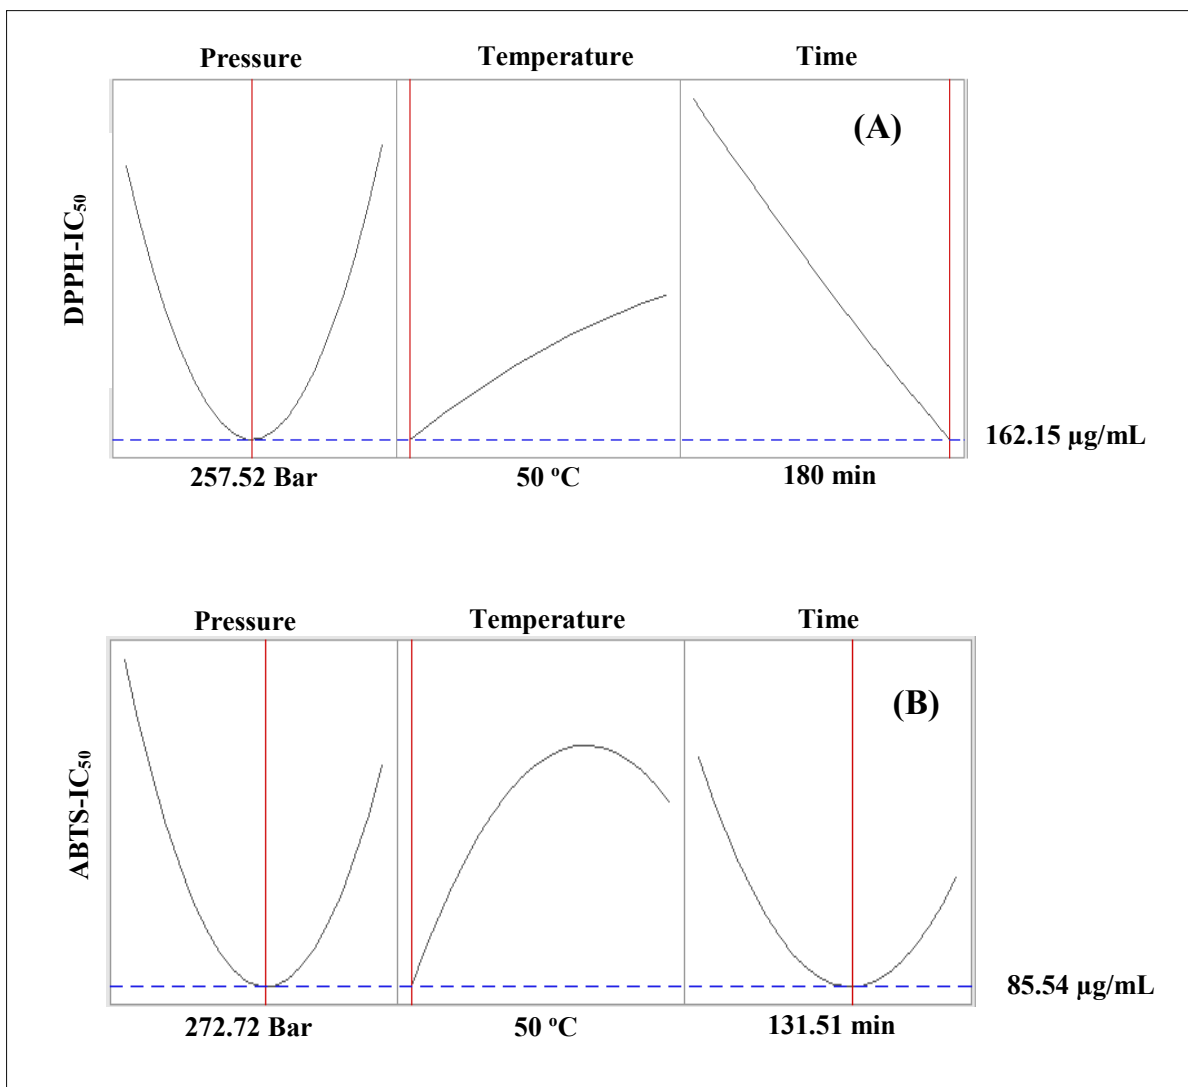 Pressure Temperature Time
(A)
DPPH-IC50
162.15 µg/mL
257.52 Bar 50 oC 180 min
Pressure Temperature Time
(B)
ABTS-IC50
85.54 µg/mL
272.72 Bar 50 oC 131.51 min